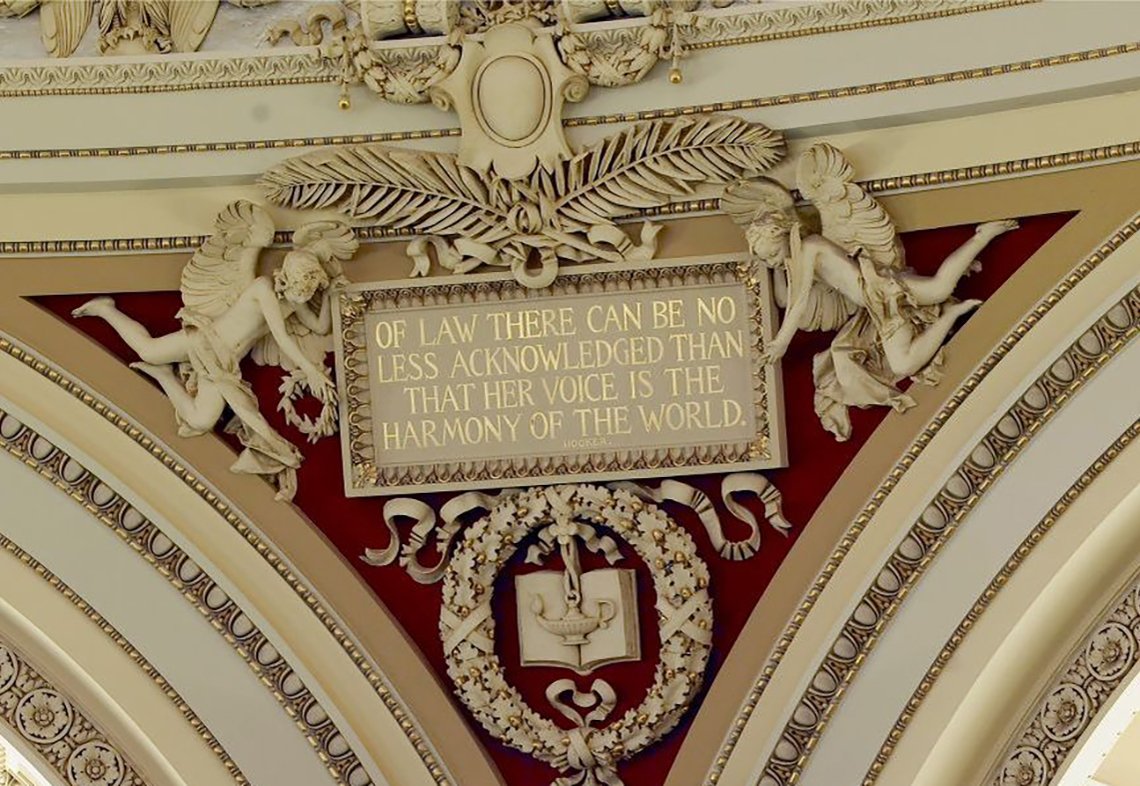 OF LAW THERE CAN BE NO
LESS ACKNOWLEDGED THAN
THAT HER VOICE IS THE
HARMONY OF THE WORLD.
HOOKER.